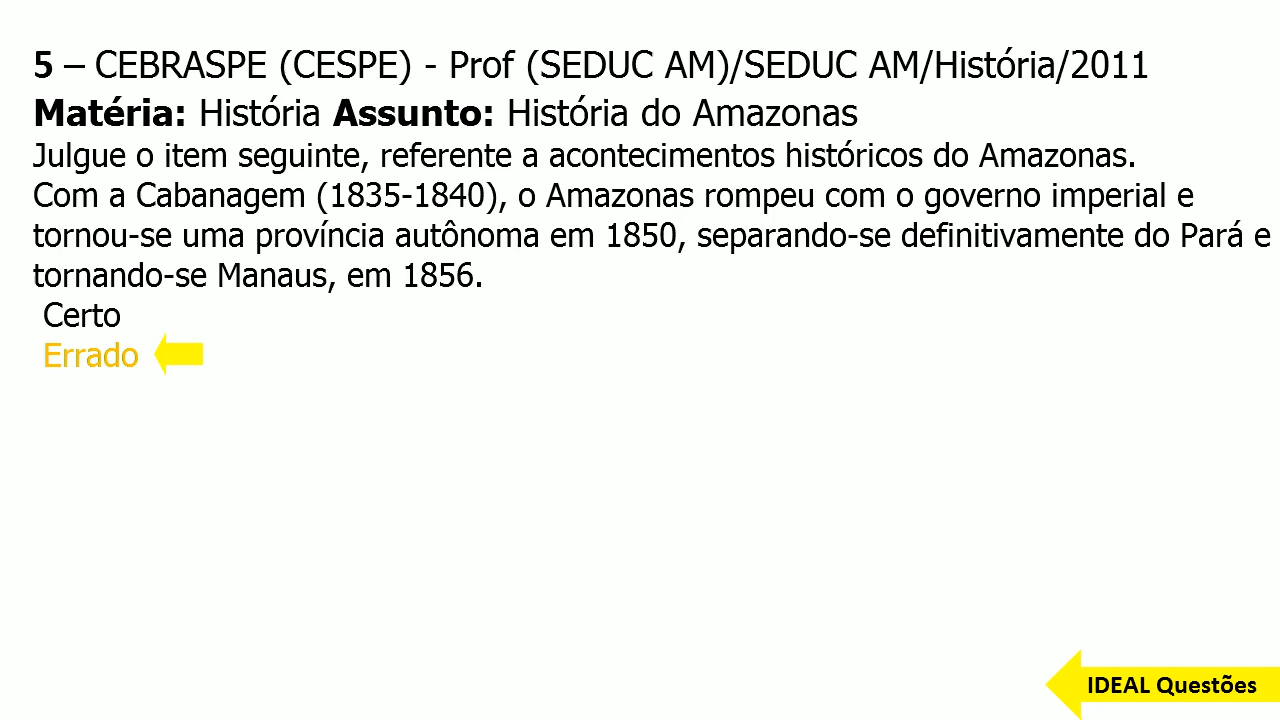 5 – CEBRASPE (CESPE) - Prof (SEDUC AM)/SEDUC AM/História/2011
Matéria: História Assunto: História do Amazonas
Julgue o item seguinte, referente a acontecimentos históricos do Amazonas.
Com a Cabanagem (1835-1840), o Amazonas rompeu com o governo imperial e
tornou-se uma província autônoma em 1850, separando-se definitivamente do Pará e
tornando-se Manaus, em 1856.
Certo
Errado
IDEAL Questões